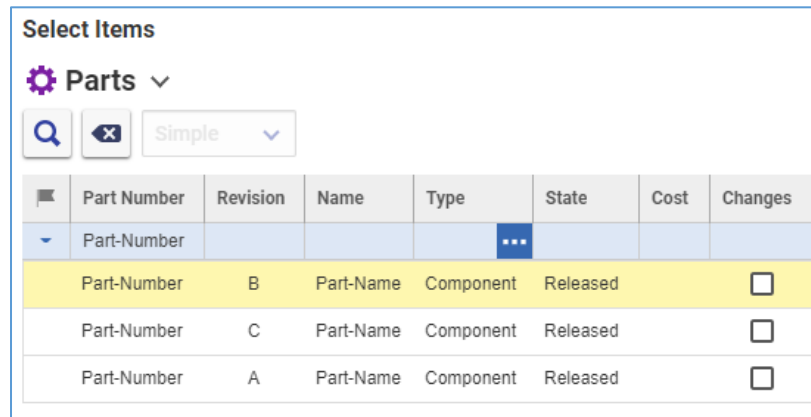 Select Items
Parts
Simple
Part Number Revision Name Type State Cost Changes
Part-Number
Part-Number B Part-Name Component Released
Part-Number C Part-Name Component Released
Part-Number A Part-Name Component Released